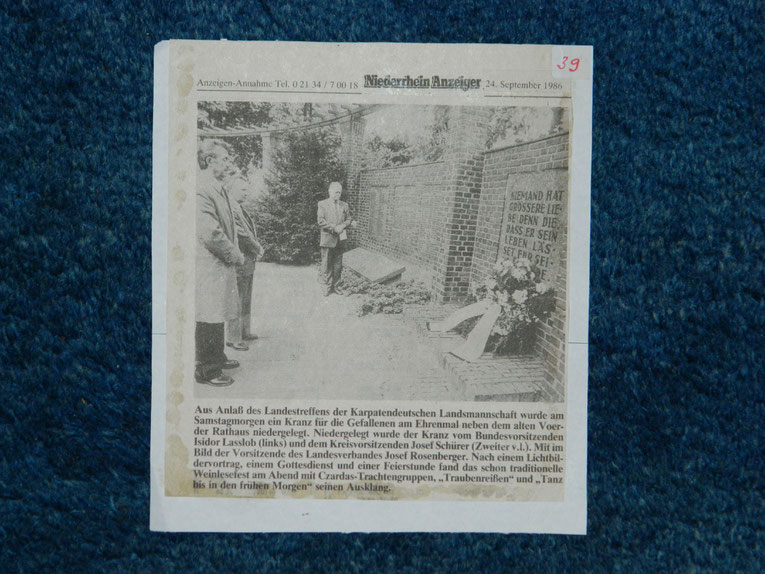 39
Anzeigen-Annahme Tel. 0 21 34 / 7 00 18 Niederrhein Anzeiger 24. September 1986
NIEMAND HAT
GRÖSSERE LIE-
BE DENN DIE
DASS ER SEIN
LEBEN LÄS-
SET FÜR SEI-
Aus Anlaß des Landestreffens der Karpatendeutschen Landsmannschaft wurde am
Samstagmorgen ein Kranz für die Gefallenen am Ehrenmal neben dem alten Voer-
der Rathaus niedergelegt. Niedergelegt wurde der Kranz vom Bundesvorsitzenden
Isidor Lasslob (links) und dem Kreisvorsitzenden Josef Schürer (Zweiter v.l.). Mit im
Bild der Vorsitzende des Landesverbandes Josef Rosenberger. Nach einem Lichtbil-
dervortrag, einem Gottesdienst und einer Feierstunde fand das schon traditionelle
Weinlesefest am Abend mit Czardas-Trachtengruppen, „Traubenreißen“ und „Tanz
bis in den frühen Morgen“ seinen Ausklang.